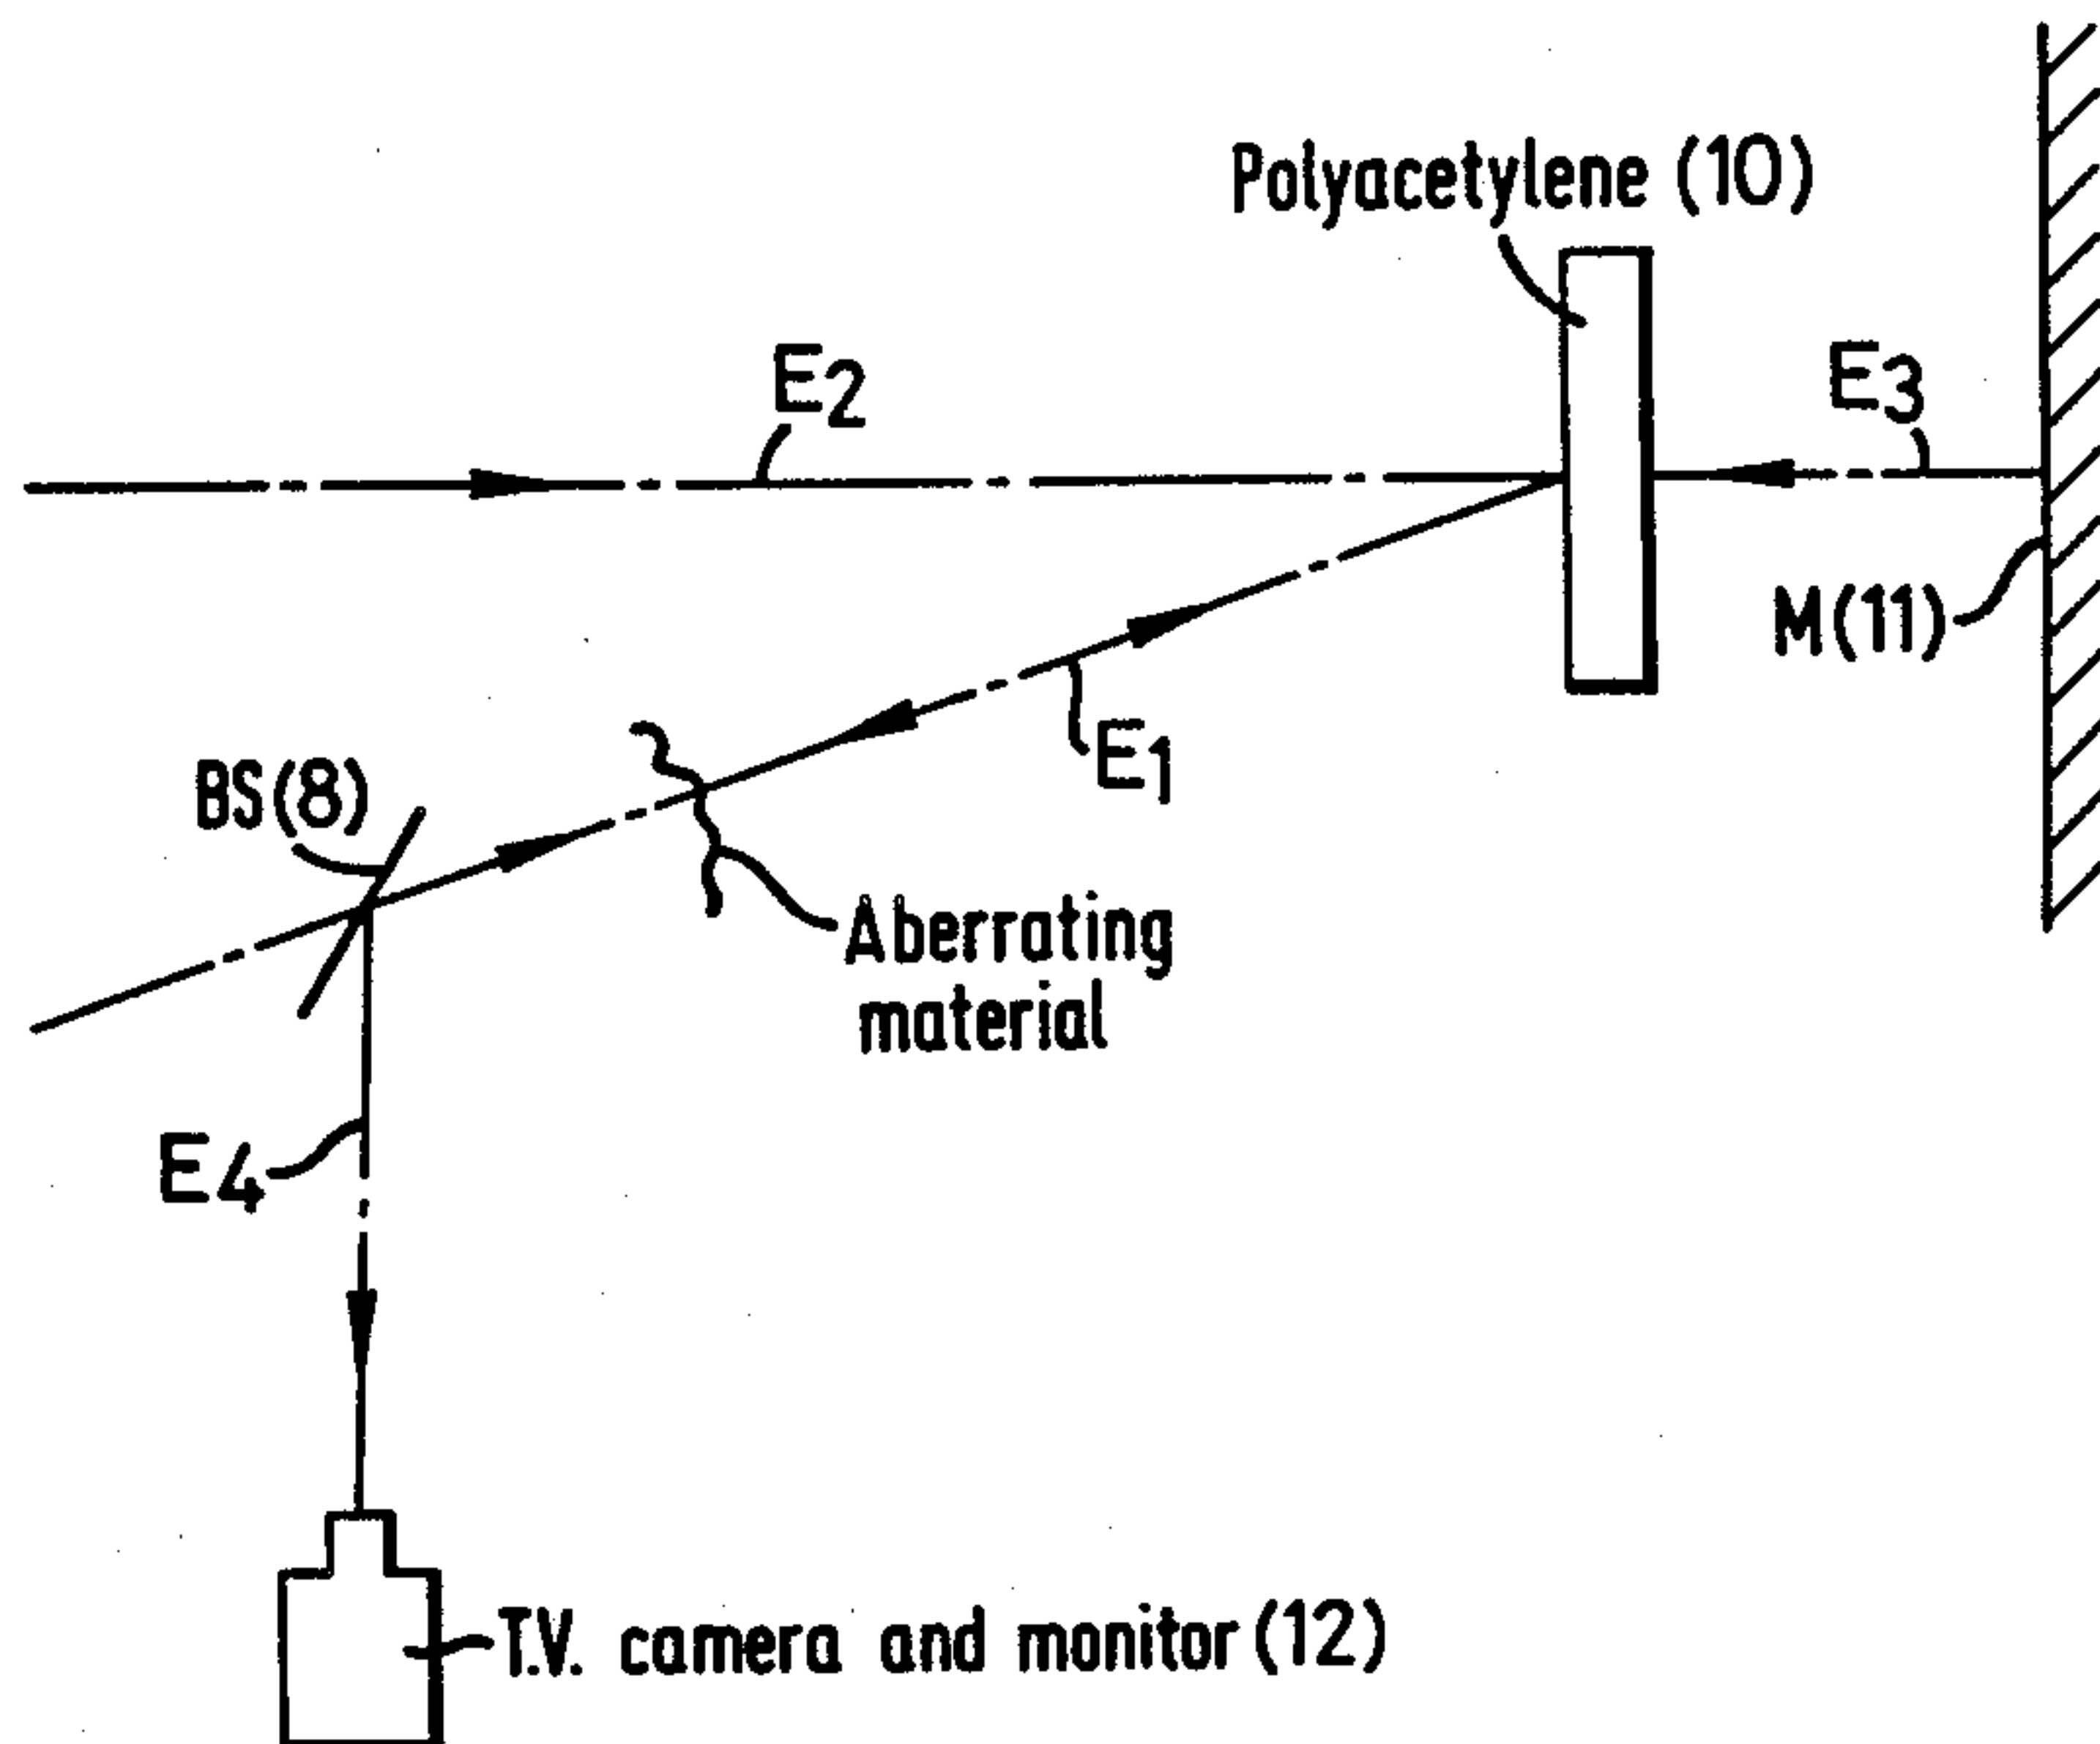 Polyacetylene (10)
E2
E3
M(11)
E1
BS(8)
Aberrating
material
E4
T.V. camera and monitor (12)